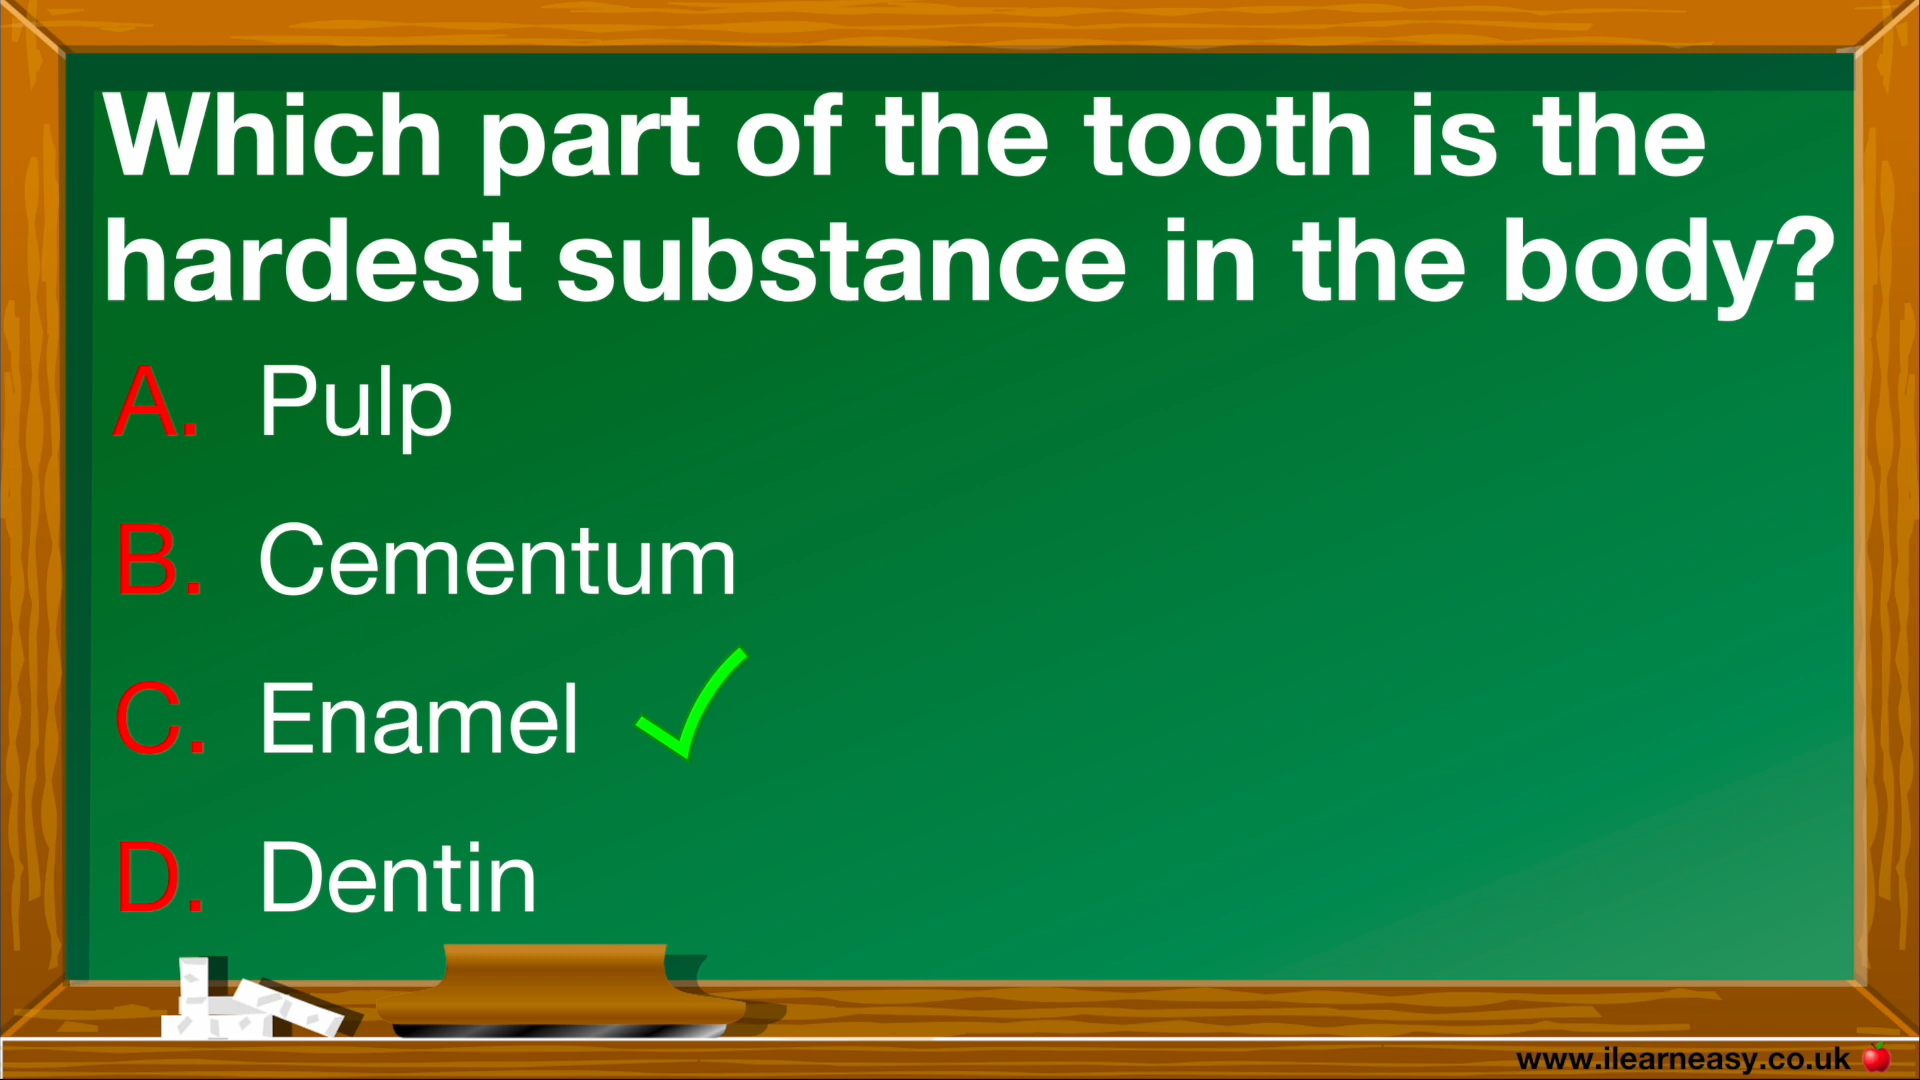 Which part of the tooth is the
hardest substance in the body?
A. Pulp
B. Cementum
C. Enamel
D. Dentin
www.ilearneasy.co.uk